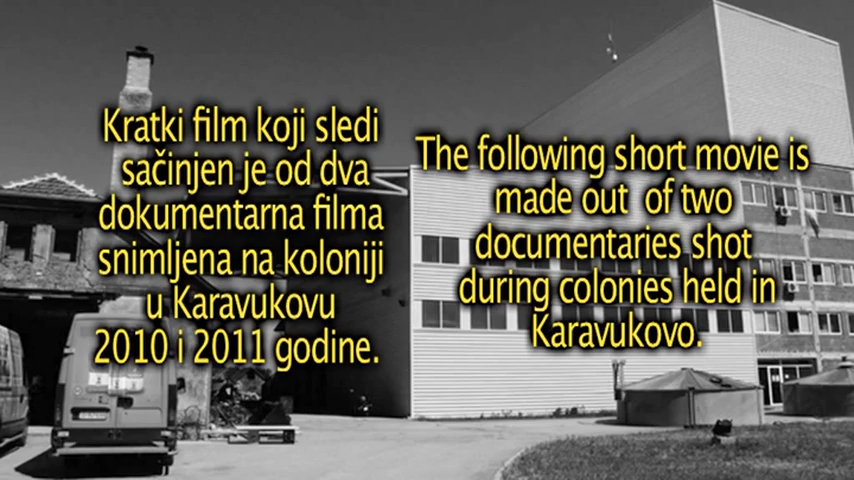 Kratki film koji sledi
sačinjen je od dva
dokumentarna filma
snimljena na koloniji
u Karavukovu
2010 i 2011 godine.
The following short movie is
made out of two
documentaries shot
during colonies held in
Karavukovo.